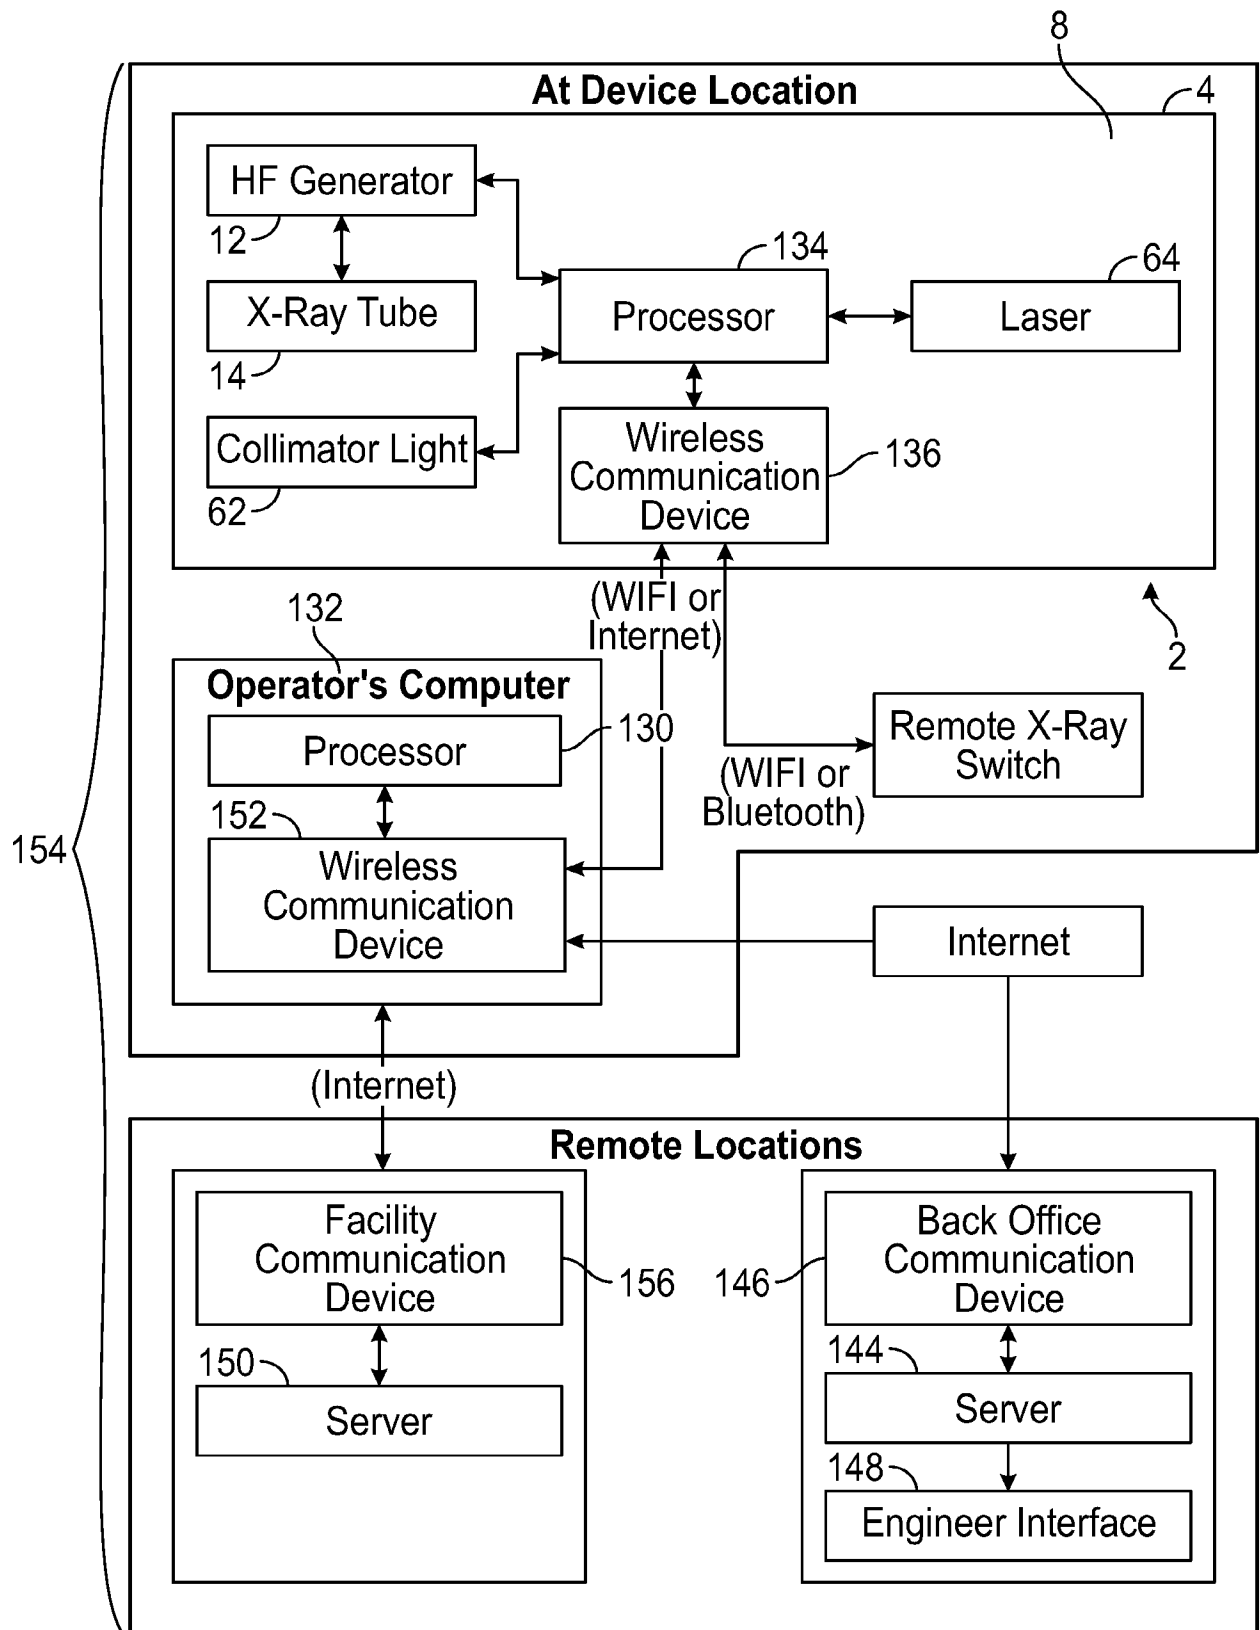 8
At Device Location
4
HF Generator
12
134
64
X-Ray Tube
Processor
Laser
14
Collimator Light
Wireless
Communication
Device
136
62
(WIFI or
Internet)
132
2
Operator's Computer
130
Remote X-Ray
Switch
Processor
(WIFI or
Bluetooth)
152
154
Wireless
Communication
Device
Internet
(Internet)
Remote Locations
Facility
Communication
Device
156
146
Back Office
Communication
Device
150
144
Server
Server
148
Engineer Interface